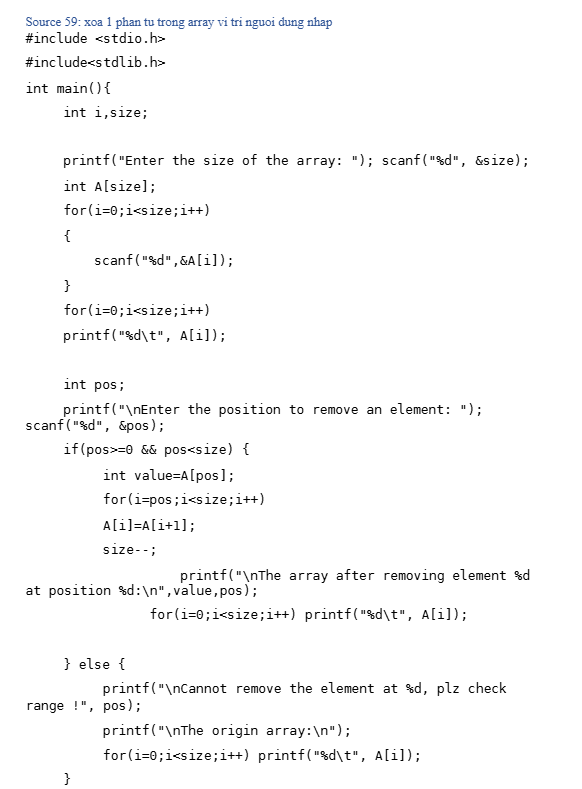 Source 59: xoa 1 phan tu trong array vi tri nguoi dung nhap
#include <stdio.h>
#include<stdlib.h>
int main(){
int i,size;
printf("Enter the size of the array: "); scanf("%d", &size);
int A[size];
for(i=0;i<size;i++)
{
scanf("%d",&A[i]);
}
for(i=0;i<size;i++)
printf("%d\t", A[i]);
int pos;
printf("\nEnter the position to remove an element: ");
scanf("%d", &pos);
if(pos>=0 && pos<size) {
int value=A[pos];
for(i=pos;i<size;i++)
A[i]=A[i+1];
size--;
printf("\nThe array after removing element %d
at position %d:\n",value,pos);
for(i=0;i<size;i++) printf("%d\t", A[i]);
} else {
printf("\nCannot remove the element at %d, plz check
range !", pos);
printf("\nThe origin array:\n");
for(i=0;i<size;i++) printf("%d\t", A[i]);
}